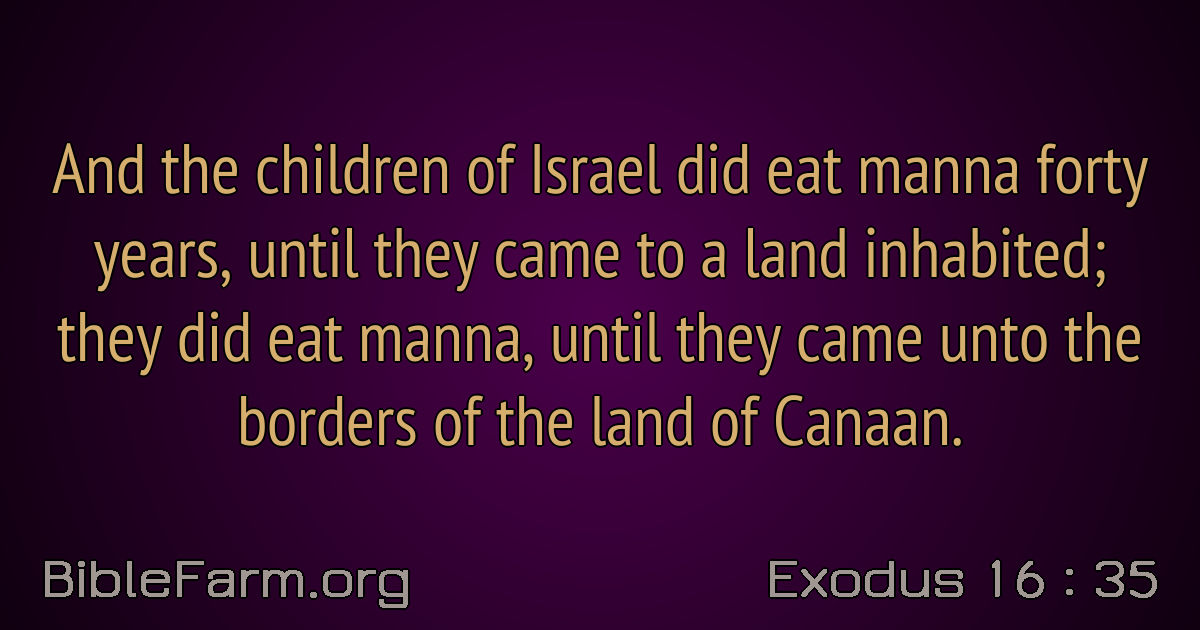 And the children of Israel did eat manna forty
years, until they came to a land inhabited;
they did eat manna, until they came unto the
borders of the land of Canaan.
BibleFarm.org
Exodus 16 : 35